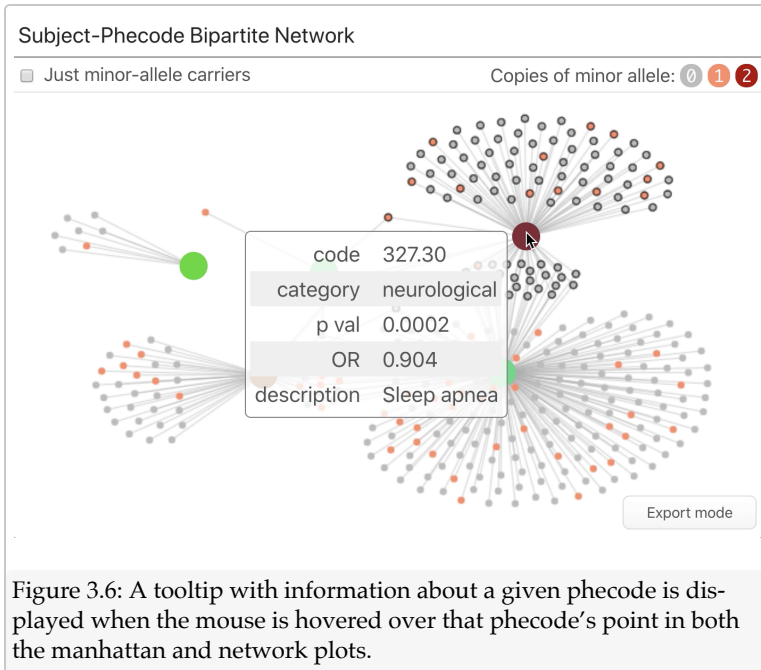 Subject-Phecode Bipartite Network
Just minor-allele carriers
Copies of minor allele: 0 1 2
code 327.30
category neurological
p val 0.0002
OR 0.904
description Sleep apnea
Export mode
Figure 3.6: A tooltip with information about a given phecode is dis-
played when the mouse is hovered over that phecode's point in both
the manhattan and network plots.